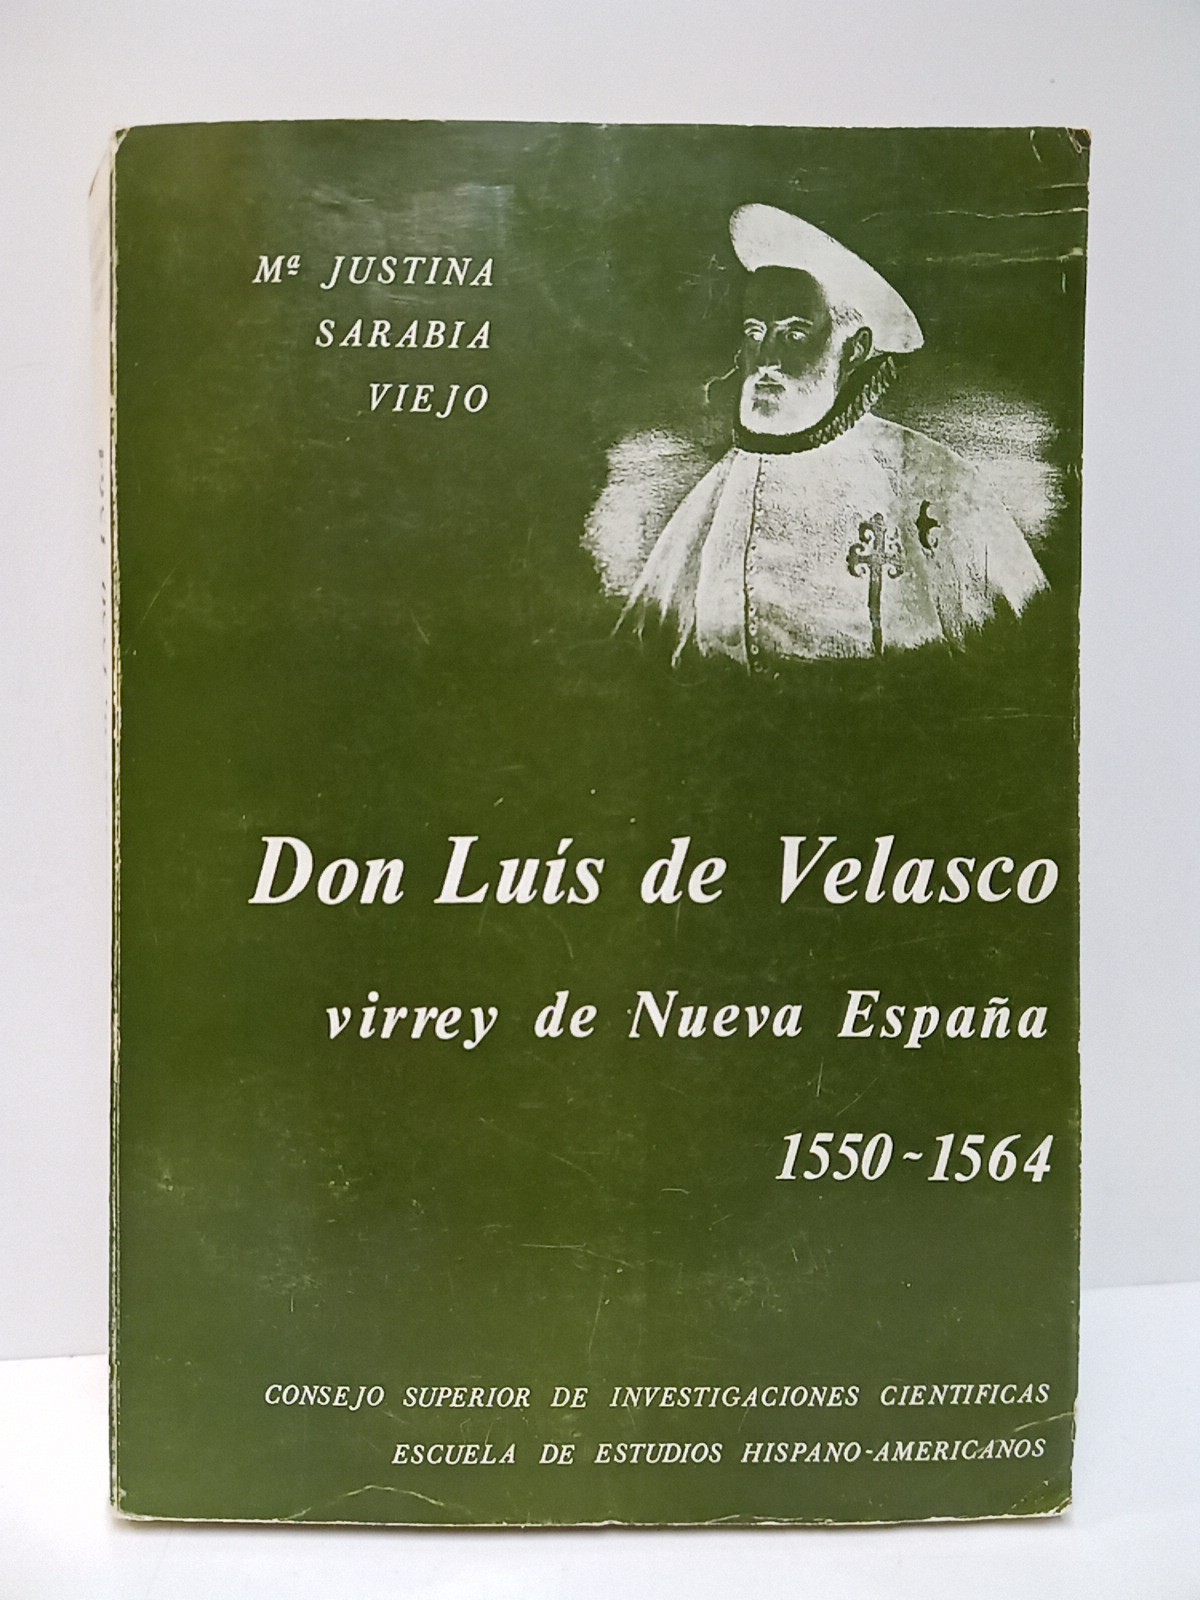 Mª JUSTINA
SARABIA
VIEJO
Don Luís de Velasco
virrey de Nueva España
1550-1564
CONSEJO SUPERIOR DE INVESTIGACIONES CIENTIFICAS
ESCUELA DE ESTUDIOS HISPANO-AMERICANOS